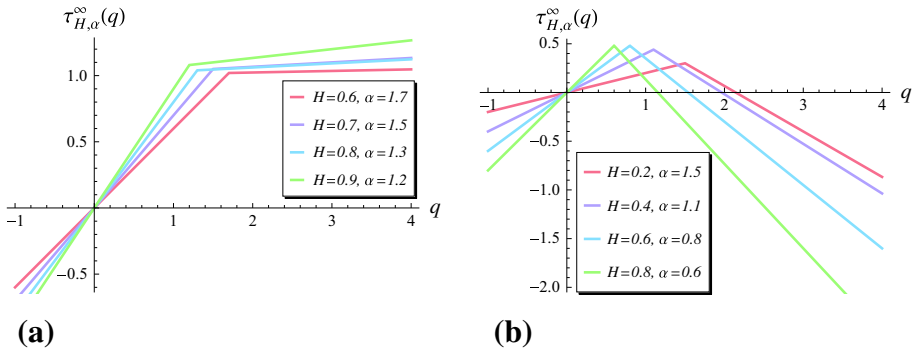 τ∞H,α(q)
1.0
0.5
−1
1
2
3
4
q
−0.5
H=0.6, α=1.7
H=0.7, α=1.5
H=0.8, α=1.3
H=0.9, α=1.2
(a)
τ∞H,α(q)
0.5
−1
1
2
3
4
q
−0.5
−1.0
−1.5
−2.0
H=0.2, α=1.5
H=0.4, α=1.1
H=0.6, α=0.8
H=0.8, α=0.6
(b)